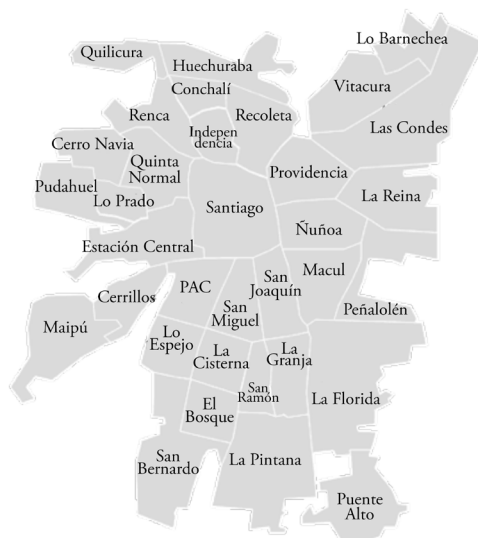 Lo Barnechea
Quilicura
Huechuraba
Conchalí
Vitacura
Renca
Recoleta
Indepen
dencia
Las Condes
Cerro Navia
Quinta
Normal
Providencia
Pudahuel
Lo Prado
La Reina
Santiago
Ñuñoa
Estación Central
Macul
San
Joaquín
PAC
Cerrillos
San
Miguel
Peñalolén
Maipú
Lo
Espejo
La
Cisterna
La
Granja
San
Ramón
La Florida
El
Bosque
San
Bernardo
La Pintana
Puente
Alto